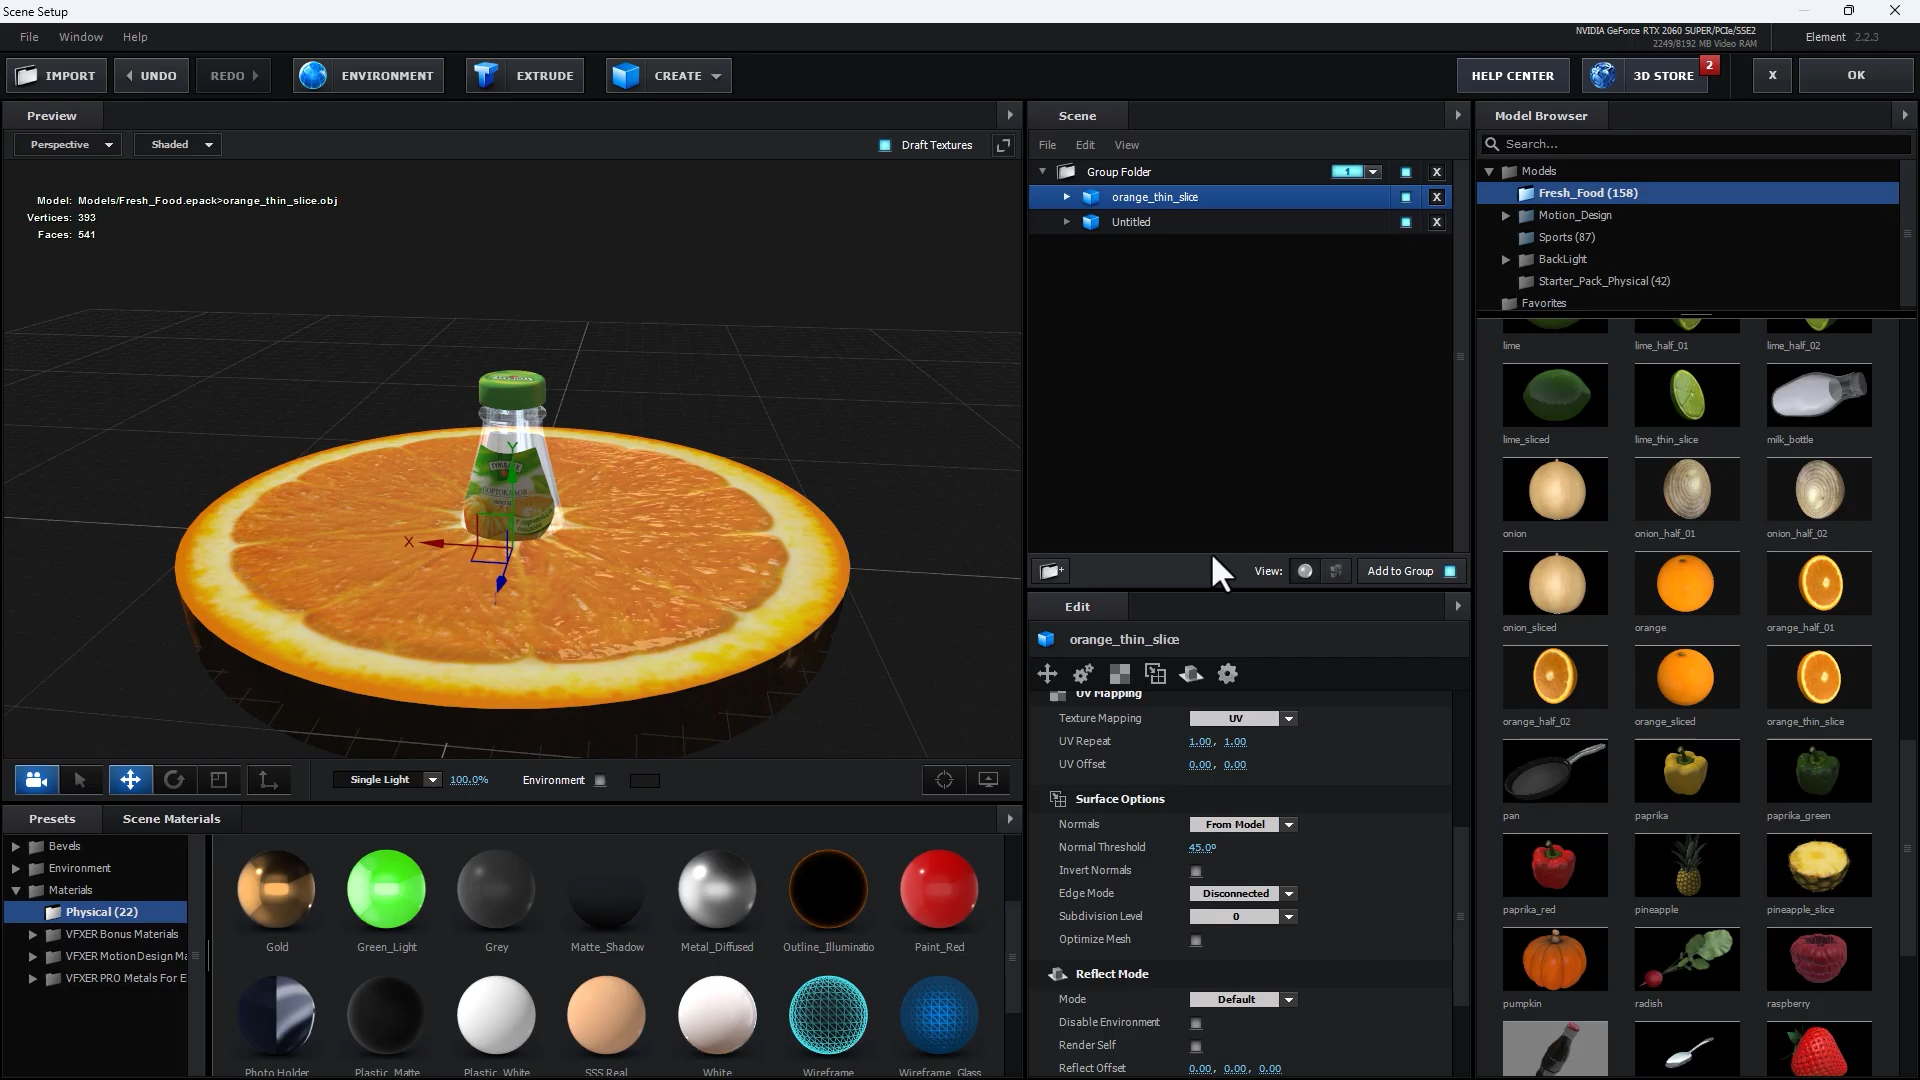 Scene Setup
File Window Help
NVIDIA GeForce RTX 2060 SUPER/PCIe/SSE2
2249/8192 MB Video RAM
Element 2.2.3
IMPORT UNDO REDO ENVIRONMENT EXTRUDE CREATE HELP CENTER 3D STORE 2 X OK
Preview
Perspective Shaded Draft Textures
Model: Models/Fresh_Food.epack>orange_thin_slice.obj
Vertices: 393
Faces: 541
Y
X
Single Light 100.0% Environment
Presets Scene Materials
Bevels
Environment
Materials
Physical (22)
VFXER Bonus Materials
VFXER MotionDesign Ma
VFXER PRO Metals For E
Gold Green_Light Grey Matte_Shadow Metal_Diffused Outline_Illuminatio Paint_Red
Photo Holder Plastic_Matte Plastic_White SSS Real White Wireframe Wireframe_Glass
Scene
File Edit View
Group Folder 1 X
orange_thin_slice X
Untitled X
View: Add to Group
Edit
orange_thin_slice
UV Mapping
Texture Mapping UV
UV Repeat 1.00, 1.00
UV Offset 0.00, 0.00
Surface Options
Normals From Model
Normal Threshold 45.0º
Invert Normals
Edge Mode Disconnected
Subdivision Level 0
Optimize Mesh
Reflect Mode
Mode Default
Disable Environment
Render Self
Reflect Offset 0.00, 0.00, 0.00
Model Browser
Search...
Models
Fresh_Food (158)
Motion_Design
Sports (87)
BackLight
Starter_Pack_Physical (42)
Favorites
lime lime_half_01 lime_half_02
lime_sliced lime_thin_slice milk_bottle
onion onion_half_01 onion_half_02
onion_sliced orange orange_half_01
orange_half_02 orange_sliced orange_thin_slice
pan paprika paprika_green
paprika_red pineapple pineapple_slice
pumpkin radish raspberry